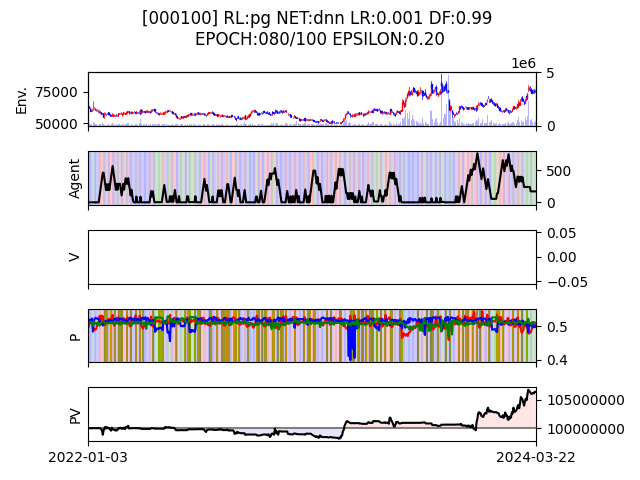 [000100] RL:pg NET:dnn LR:0.001 DF:0.99
EPOCH:080/100 EPSILON:0.20
1e6
Env.
75000
50000
5
0
Agent
500
0
V
0.05
0.00
−0.05
P
0.5
0.4
PV
105000000
100000000
2022-01-03
2024-03-22